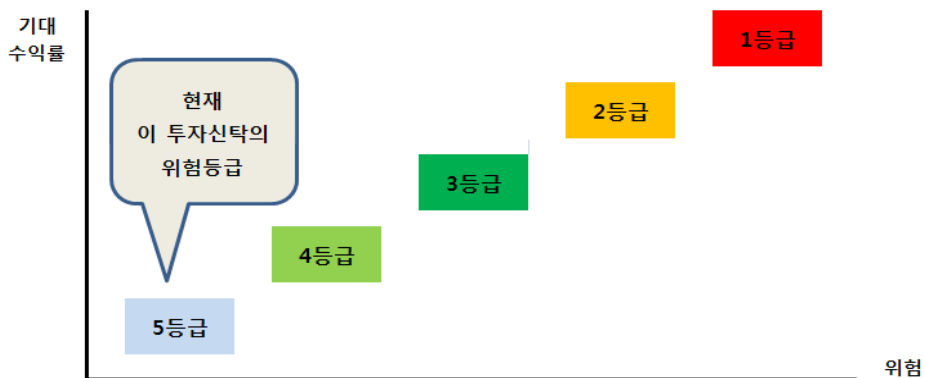 기대
수익률
1등급
2등급
현재
이 투자신탁의
위험등급
3등급
4등급
5등급
위험